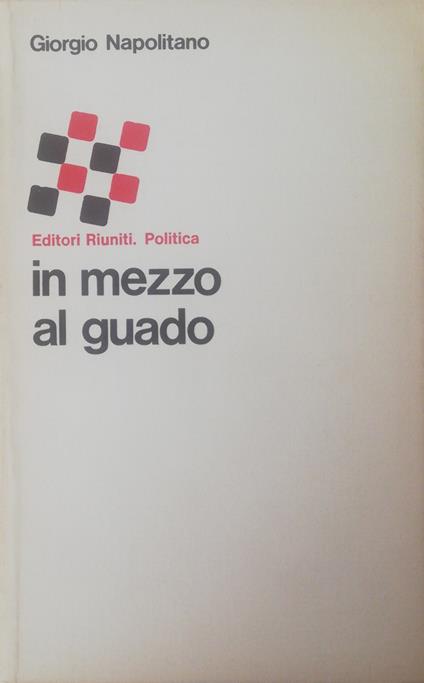 Giorgio Napolitano
Editori Riuniti. Politica
in mezzo
al guado